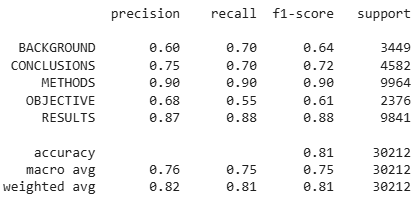 precision recall f1-score support
BACKGROUND 0.60 0.70 0.64 3449
CONCLUSIONS 0.75 0.70 0.72 4582
METHODS 0.90 0.90 0.90 9964
OBJECTIVE 0.68 0.55 0.61 2376
RESULTS 0.87 0.88 0.88 9841
accuracy 0.81 30212
macro avg 0.76 0.75 0.75 30212
weighted avg 0.82 0.81 0.81 30212